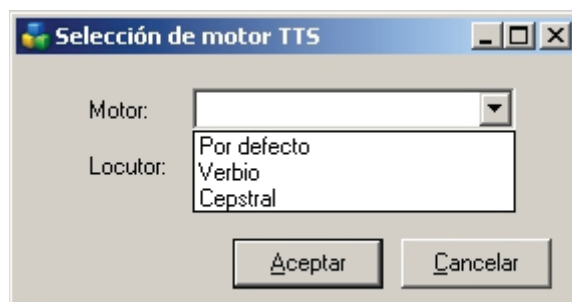 Selección de motor TTS
Motor:
Por defecto
Verbio
Locutor:
Cepstral
Aceptar
Cancelar